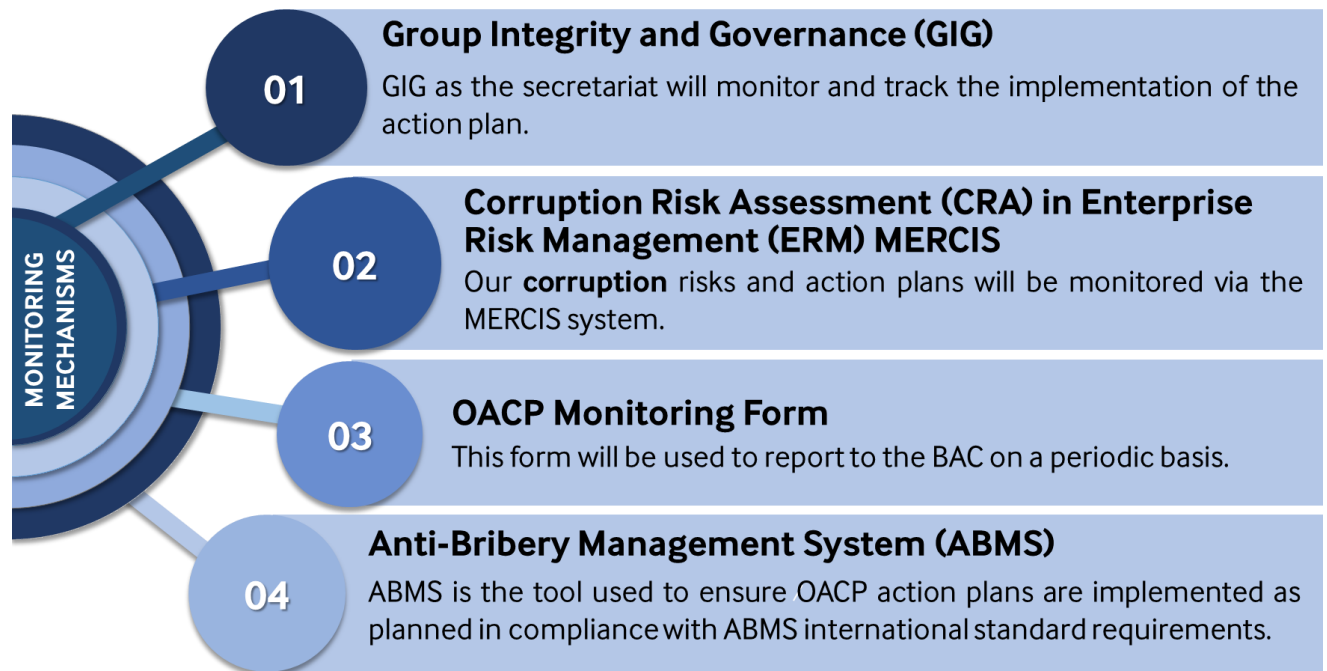 MONITORING
MECHANISMS
01
Group Integrity and Governance (GIG)
GIG as the secretariat will monitor and track the implementation of the
action plan.
02
Corruption Risk Assessment (CRA) in Enterprise
Risk Management (ERM) MERCIS
Our corruption risks and action plans will be monitored via the
MERCIS system.
03
OACP Monitoring Form
This form will be used to report to the BAC on a periodic basis.
04
Anti-Bribery Management System (ABMS)
ABMS is the tool used to ensure OACP action plans are implemented as
planned in compliance with ABMS international standard requirements.